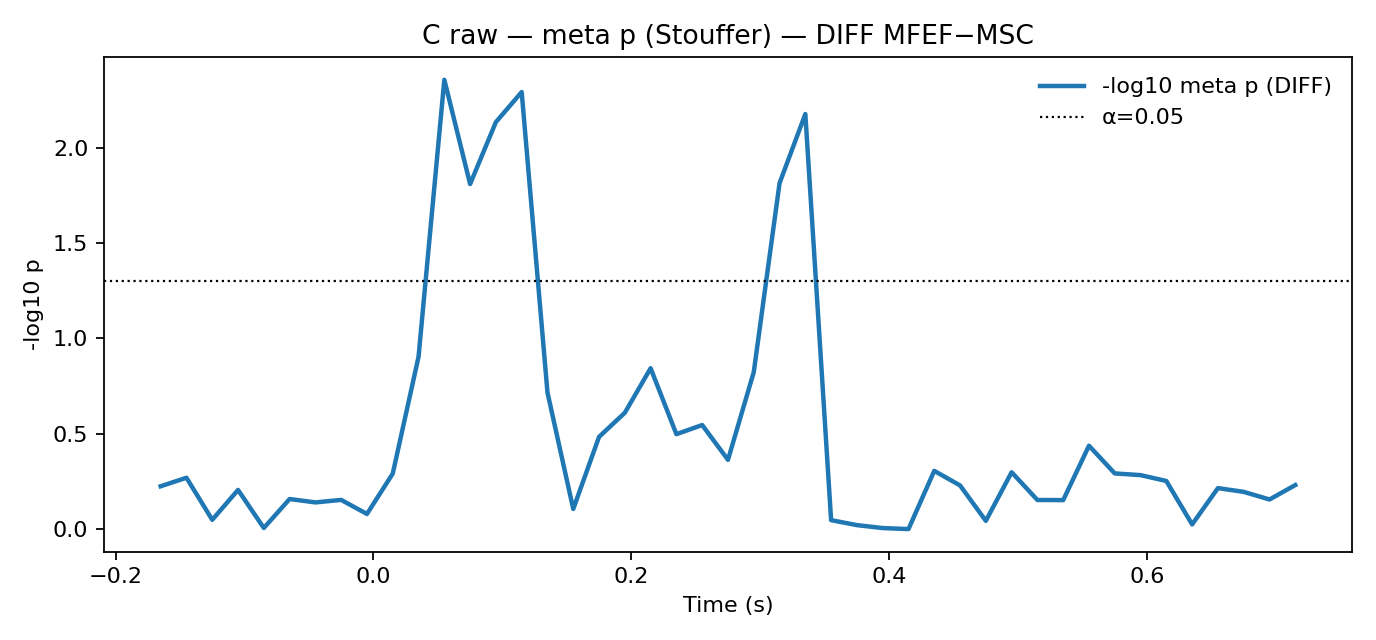 C raw — meta p (Stouffer) — DIFF MFEF−MSC
-log10 meta p (DIFF)
α=0.05
-log10 p
2.0
1.5
1.0
0.5
0.0
−0.2
0.0
0.2
0.4
0.6
Time (s)